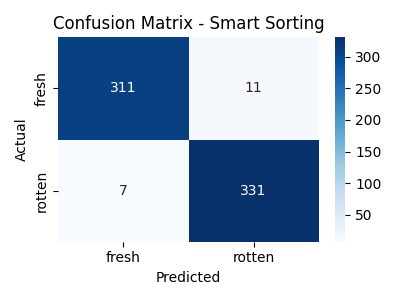 Confusion Matrix - Smart Sorting
Actual
fresh
311
11
rotten
7
331
fresh
rotten
Predicted
300
250
200
150
100
50